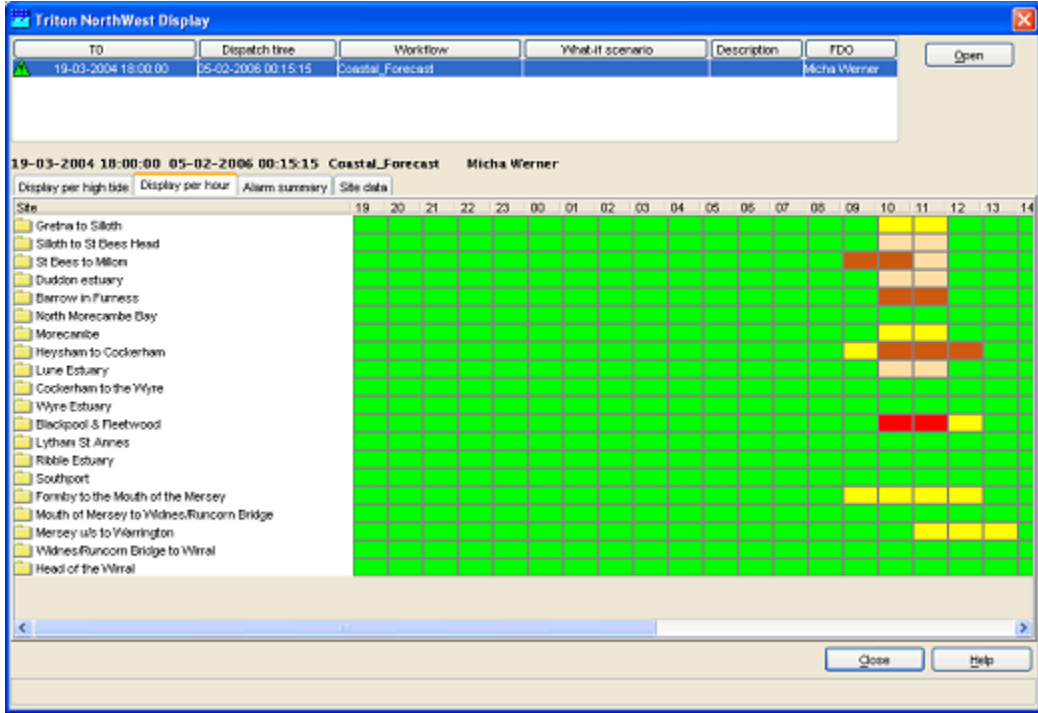 Triton NorthWest Display
T0 Dispatch time Workflow What-if scenario Description FDO
19-03-2004 18:00:00 05-02-2006 00:15:15 Coastal_Forecast Micha Werner
Open
19-03-2004 18:00:00 05-02-2006 00:15:15 Coastal_Forecast Micha Werner
Display per high tide Display per hour Alarm summary Site data
Site 19 20 21 22 23 00 01 02 03 04 05 06 07 08 09 10 11 12 13 14
Gretna to Silloth
Silloth to St Bees Head
St Bees to Millom
Duddon estuary
Barrow in Furness
North Morecambe Bay
Morecambe
Heysham to Cockerham
Lune Estuary
Cockerham to the Wyre
Wyre Estuary
Blackpool & Fleetwood
Lytham St Annes
Ribble Estuary
Southport
Formby to the Mouth of the Mersey
Mouth of Mersey to Widnes/Runcorn Bridge
Mersey u/s to Warrington
Widnes/Runcorn Bridge to Wirral
Head of the Wirral
Close Help